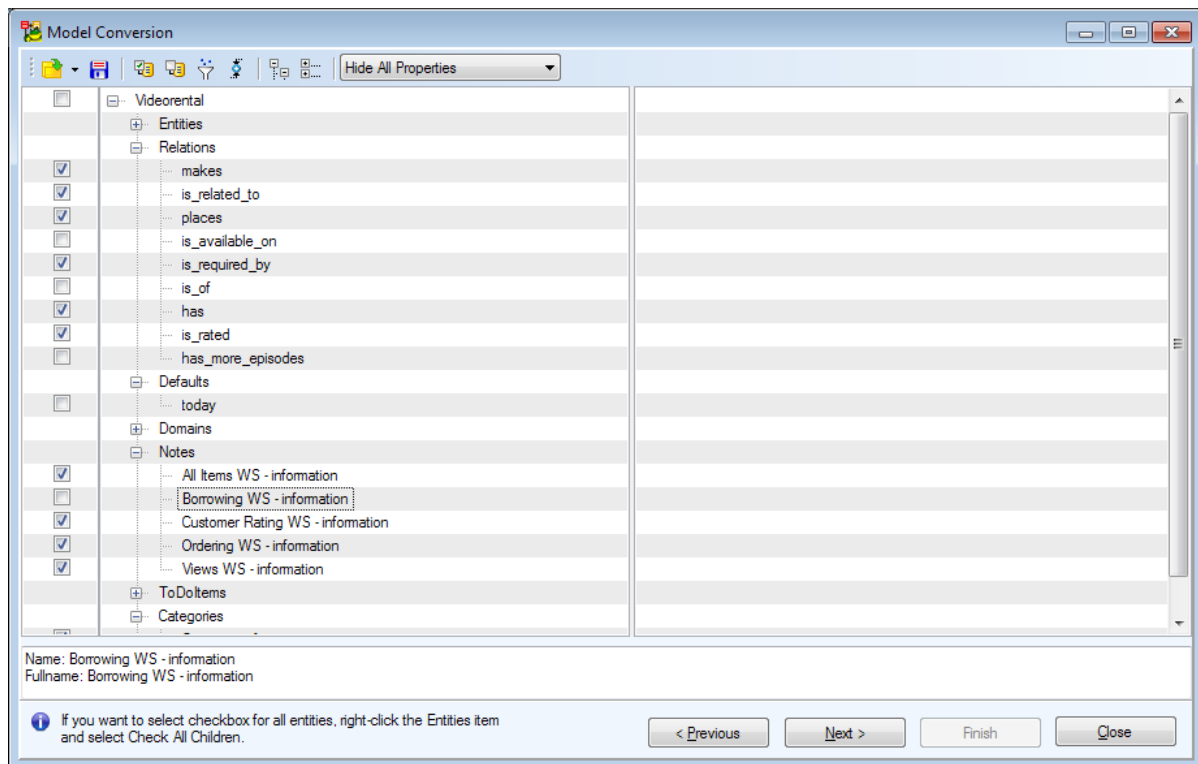 Model Conversion
Hide All Properties
Videorental
Entities
Relations
makes
is_related_to
places
is_available_on
is_required_by
is_of
has
is_rated
has_more_episodes
Defaults
today
Domains
Notes
All Items WS - information
Borrowing WS - information
Customer Rating WS - information
Ordering WS - information
Views WS - information
ToDoItems
Categories
Name: Borrowing WS - information
Fullname: Borrowing WS - information
If you want to select checkbox for all entities, right-click the Entities item
and select Check All Children.
< Previous
Next >
Finish
Close